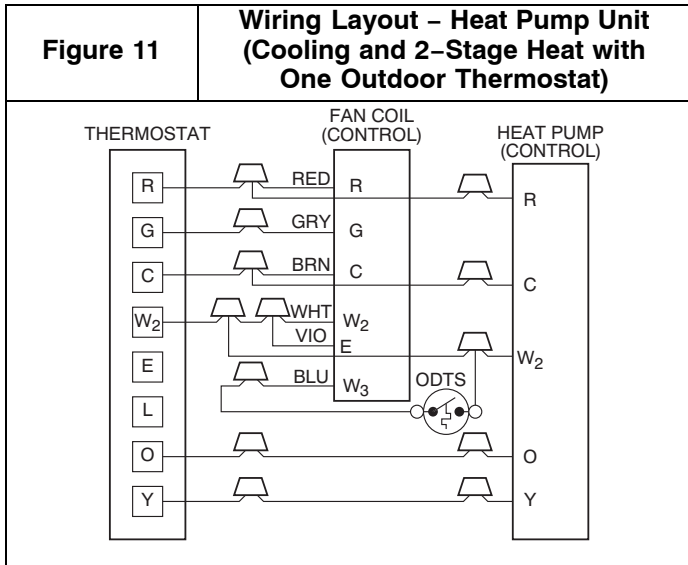 Figure 11
Wiring Layout – Heat Pump Unit
(Cooling and 2–Stage Heat with
One Outdoor Thermostat)
THERMOSTAT
FAN COIL
(CONTROL)
HEAT PUMP
(CONTROL)
R
RED
R
R
G
GRY
G
C
BRN
C
C
W2
WHT
W2
VIO
E
W2
E
BLU
W3
ODTS
L
O
O
Y
Y